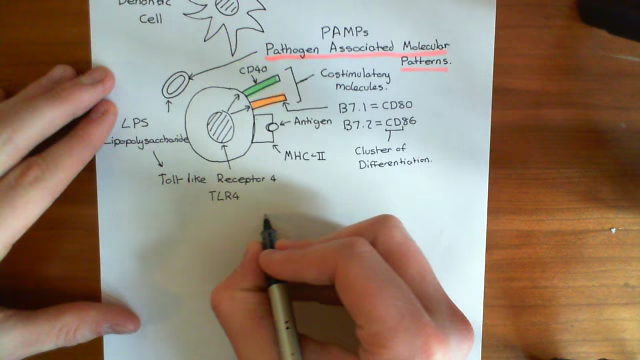 Dendritic
Cell
PAMPs
Pathogen Associated Molecular
Patterns.
CD40
Costimulatory
molecules.
B7.1 = CD80
B7.2 = CD86
Antigen
Cluster of
Differentiation.
MHC-II
LPS
Lipopolysaccharide
Toll-like Receptor 4
TLR4